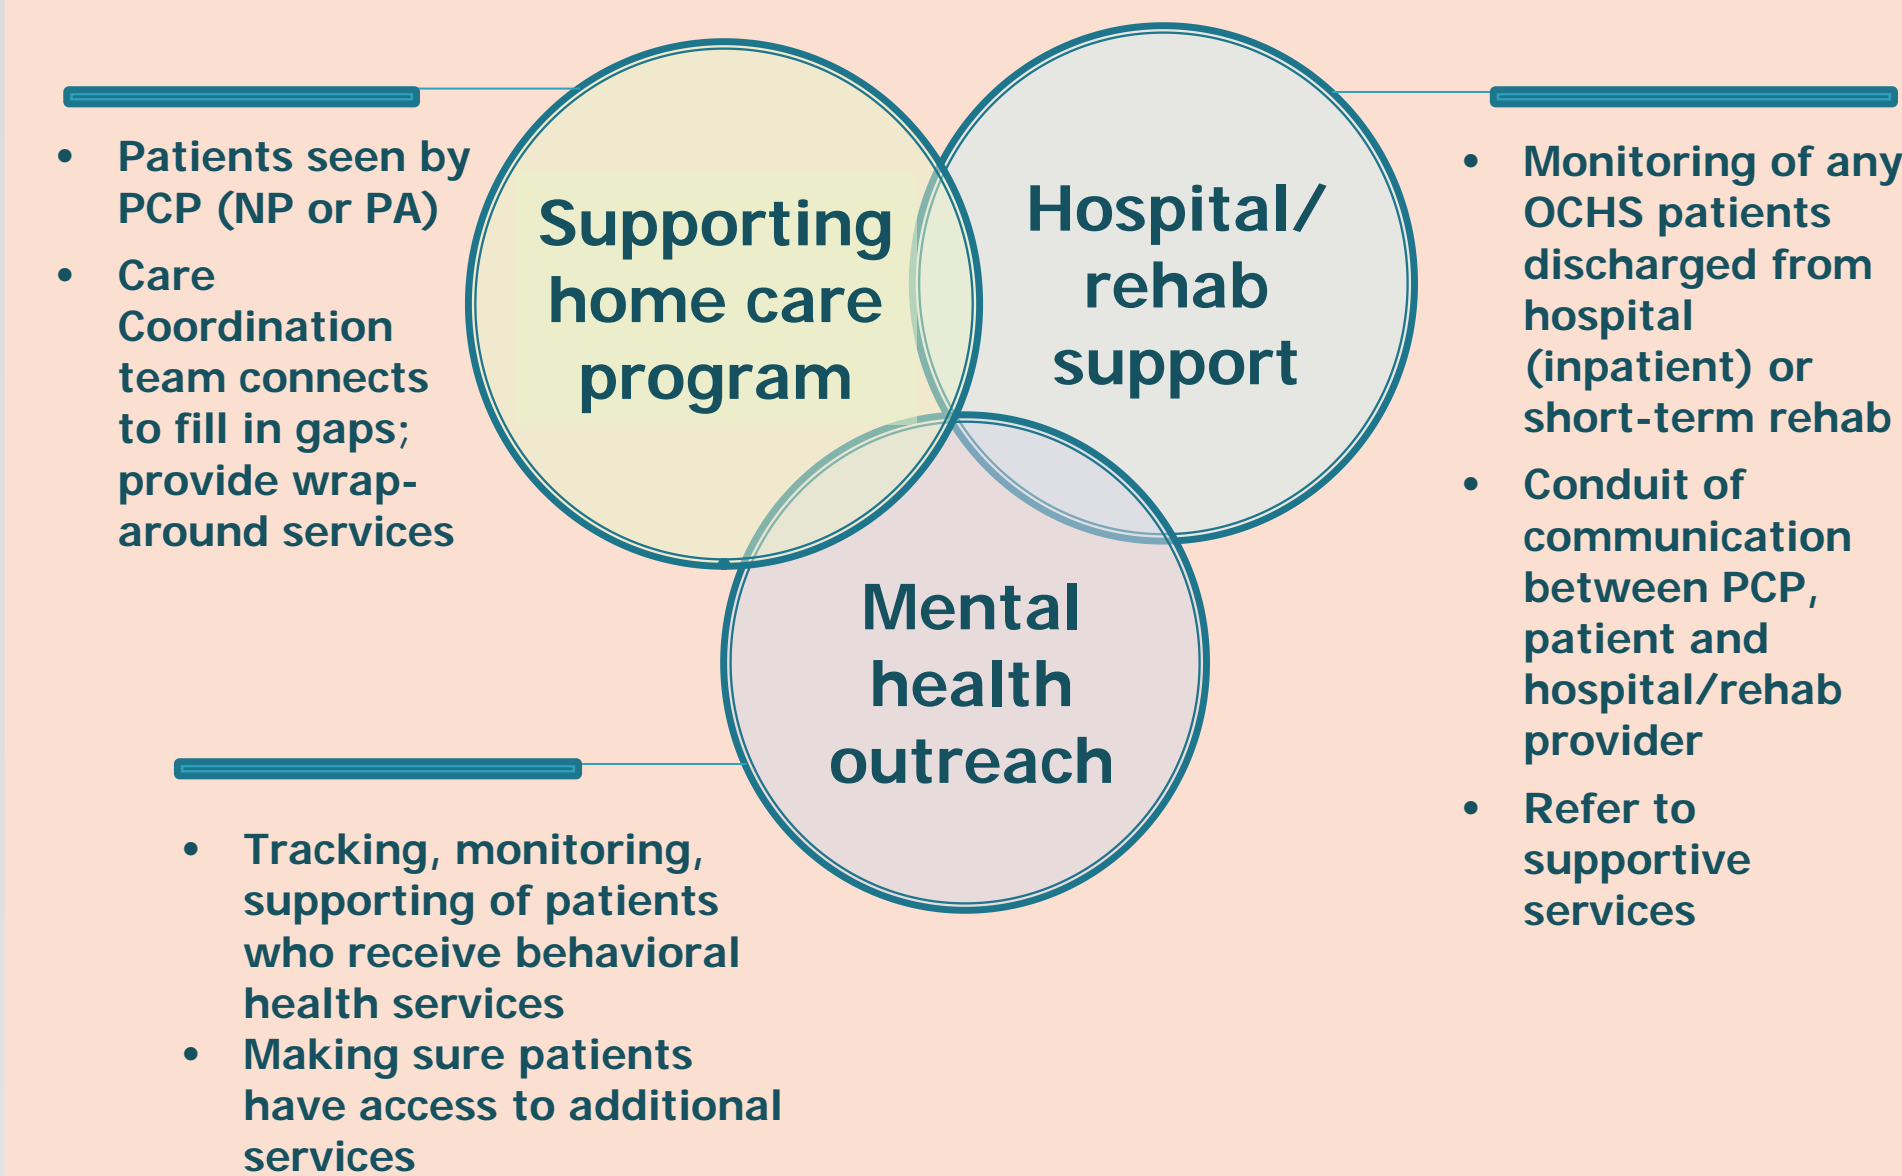 Supporting
home care
program
Hospital/
rehab
support
Mental
health
outreach
• Patients seen by
PCP (NP or PA)
• Care
Coordination
team connects
to fill in gaps;
provide wrap-
around services
• Monitoring of any
OCHS patients
discharged from
hospital
(inpatient) or
short-term rehab
• Conduit of
communication
between PCP,
patient and
hospital/rehab
provider
• Refer to
supportive
services
• Tracking, monitoring,
supporting of patients
who receive behavioral
health services
• Making sure patients
have access to additional
services